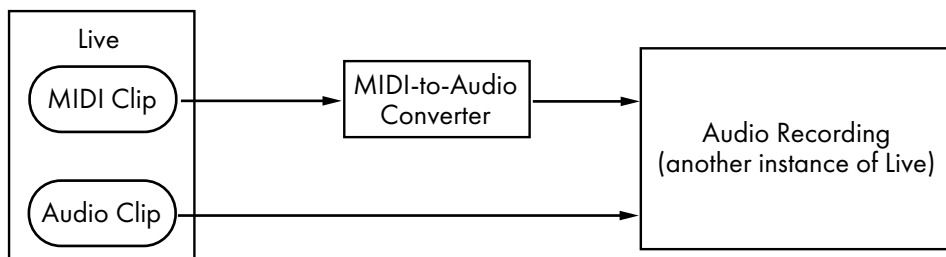 Live
MIDI Clip
MIDI-to-Audio
Converter
Audio Recording
(another instance of Live)
Audio Clip